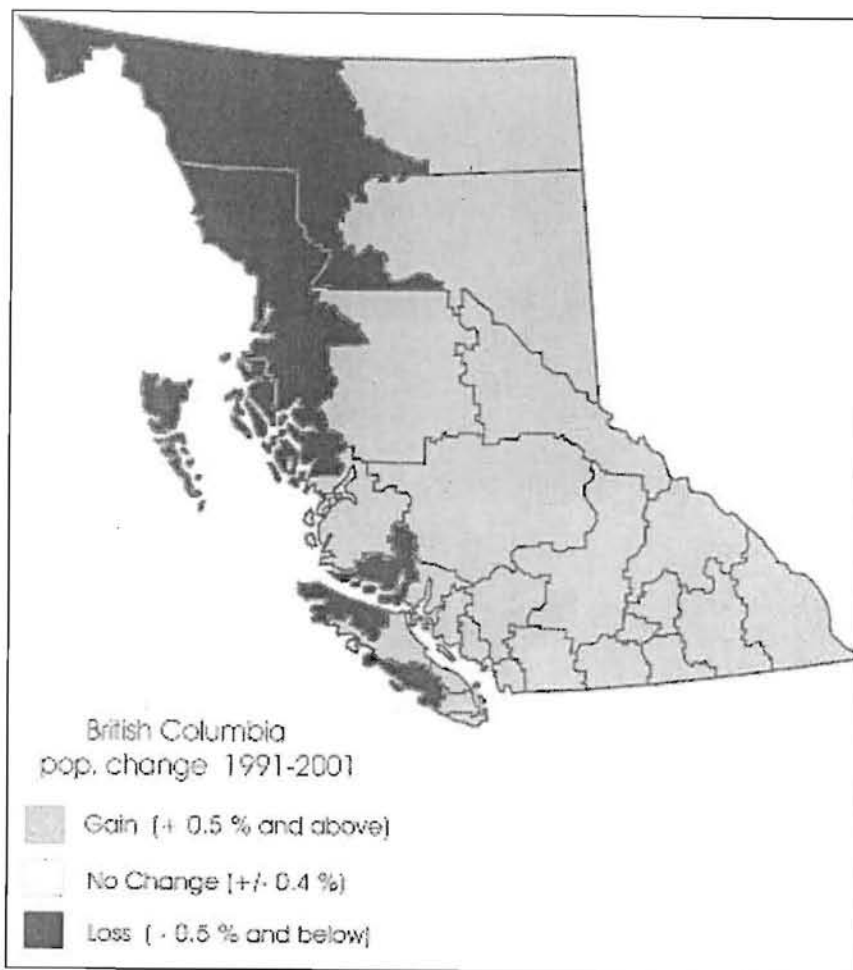 British Columbia
pop. change 1991-2001
Gain (+ 0.5 % and above)
No Change (+/- 0.4 %)
Loss ( - 0.5 % and below)